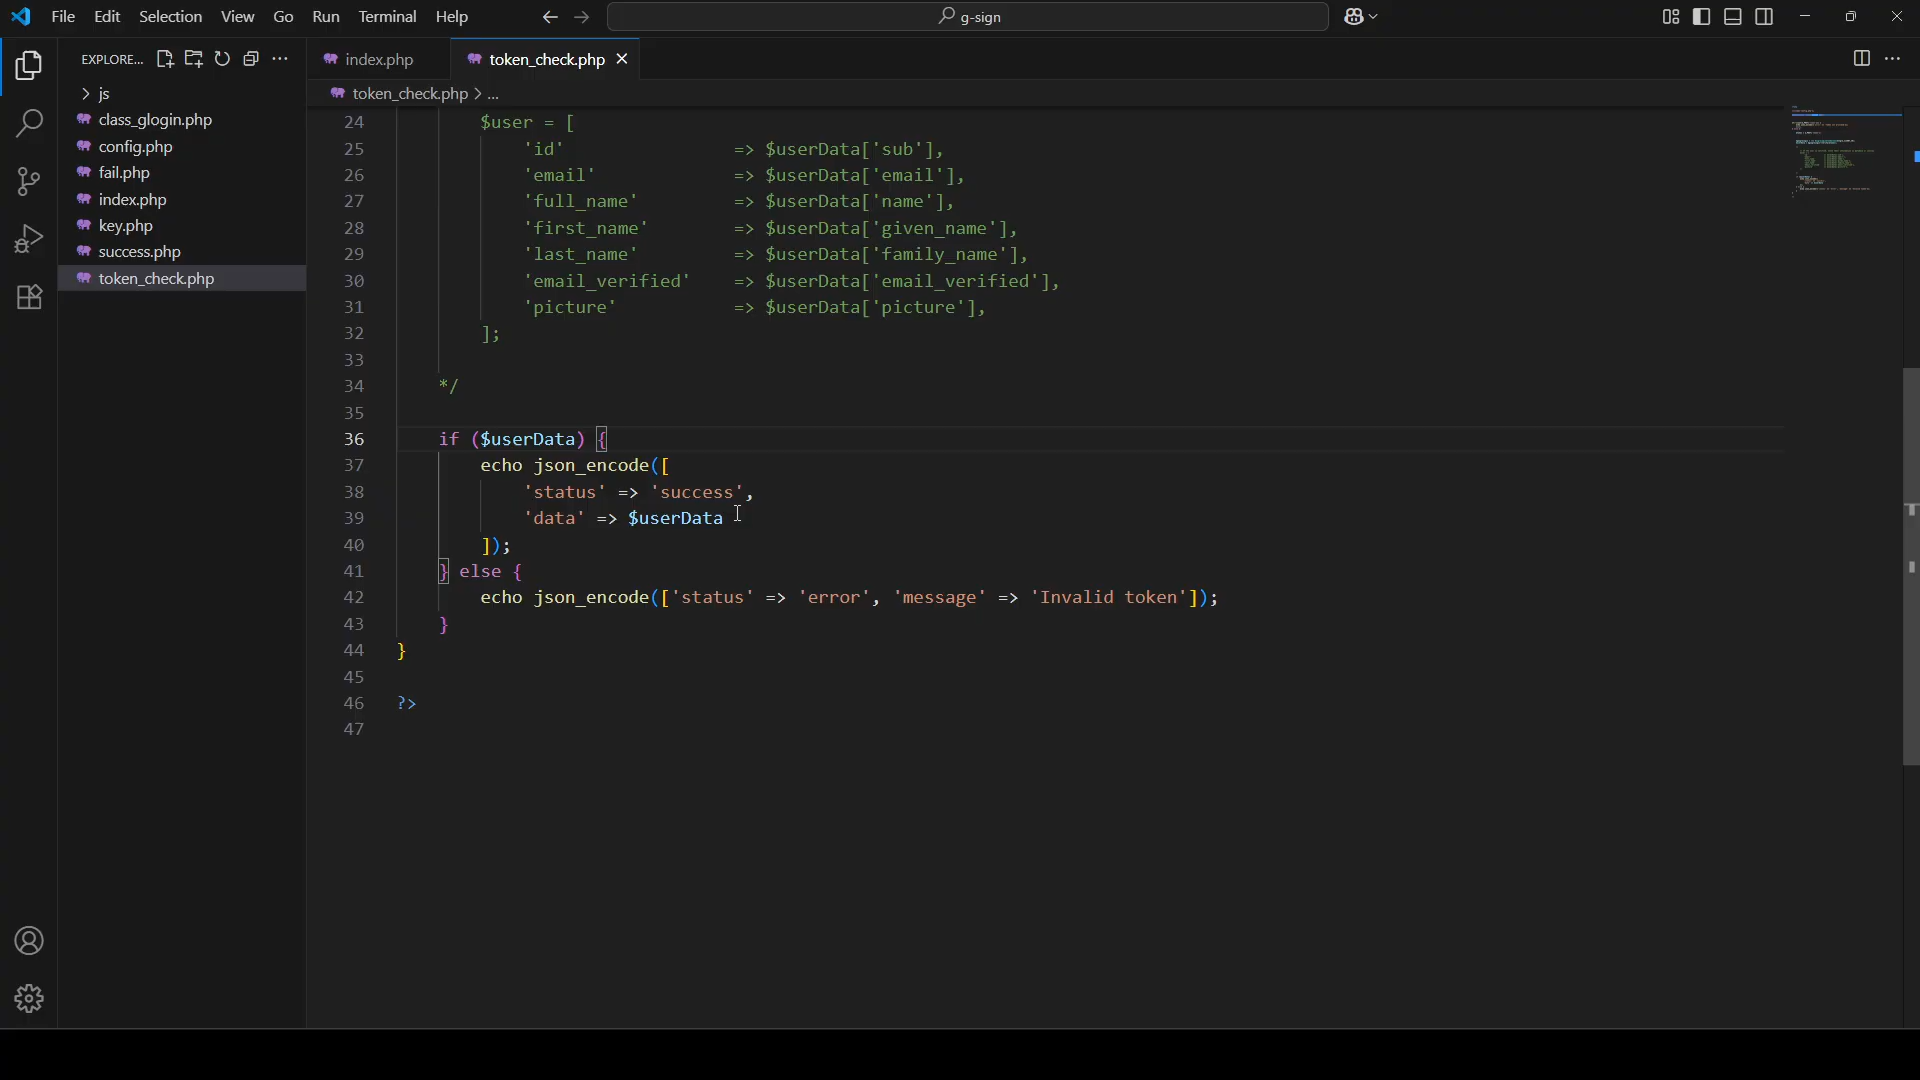 File Edit Selection View Go Run Terminal Help
g-sign
EXPLORE...
js
class_glogin.php
config.php
fail.php
index.php
key.php
success.php
token_check.php
index.php
token_check.php
token_check.php > ...
24 $user = [
25 'id' => $userData['sub'],
26 'email' => $userData['email'],
27 'full_name' => $userData['name'],
28 'first_name' => $userData['given_name'],
29 'last_name' => $userData['family_name'],
30 'email_verified' => $userData['email_verified'],
31 'picture' => $userData['picture'],
32 ];
33
34 */
35
36 if ($userData) {
37 echo json_encode([
38 'status' => 'success',
39 'data' => $userData
40 ]);
41 } else {
42 echo json_encode(['status' => 'error', 'message' => 'Invalid token']);
43 }
44 }
45
46 ?>
47